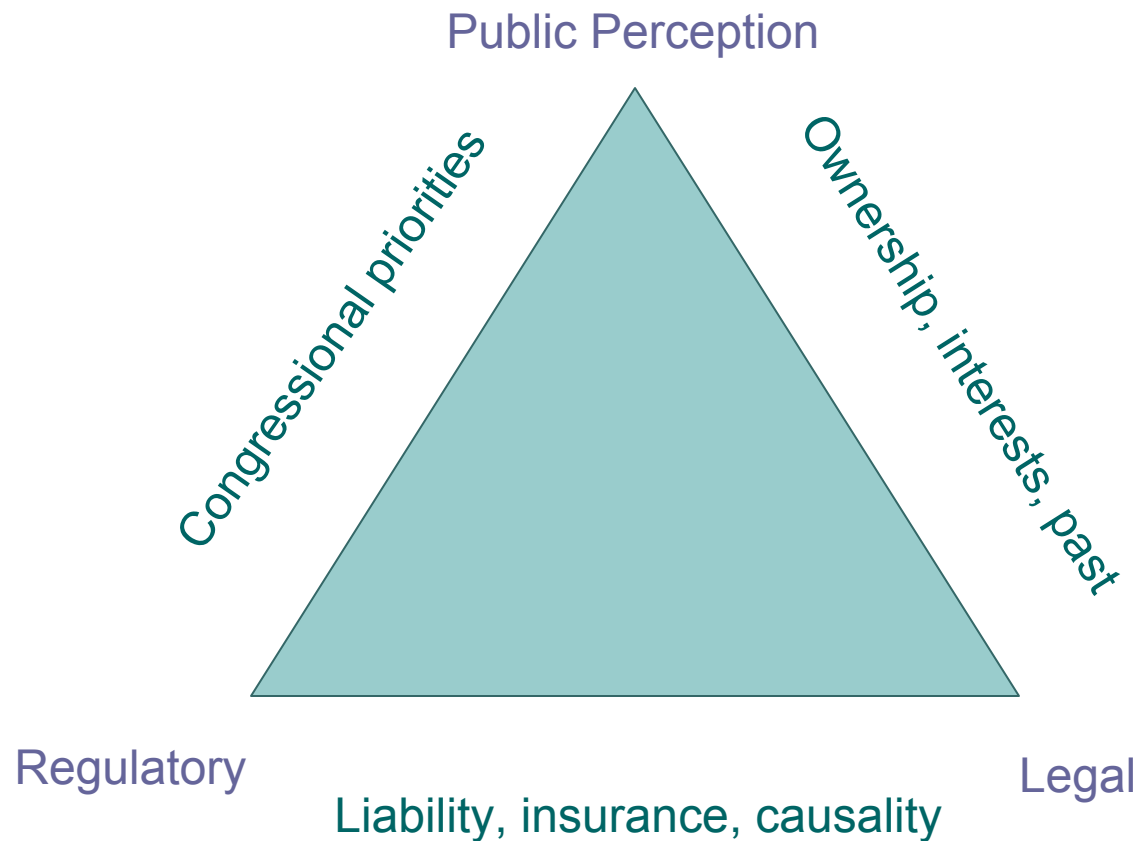 Public Perception
Congressional priorities
Ownership, interests, past
Regulatory
Legal
Liability, insurance, causality